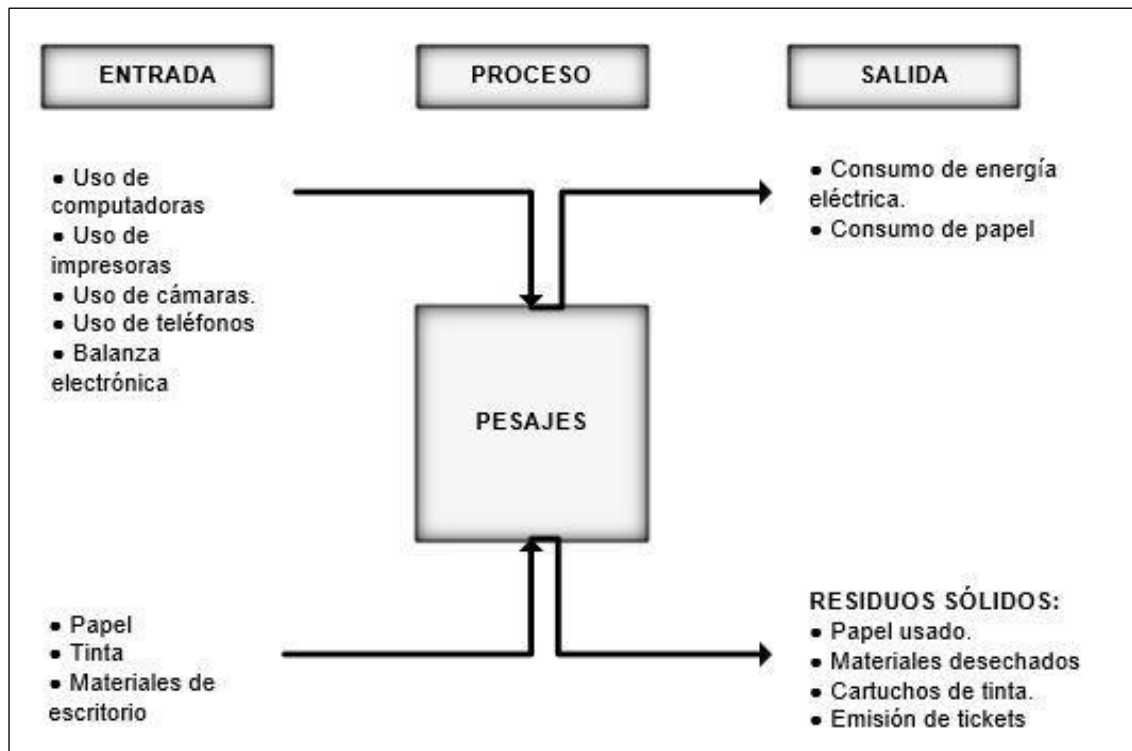 ENTRADA
PROCESO
SALIDA
● Uso de
computadoras
● Uso de
impresoras
● Uso de cámaras.
● Uso de teléfonos
● Balanza
electrónica
● Consumo de energía
eléctrica.
● Consumo de papel
PESAJES
● Papel
● Tinta
● Materiales de
escritorio
RESIDUOS SÓLIDOS:
● Papel usado.
● Materiales desechados
● Cartuchos de tinta.
● Emisión de tickets